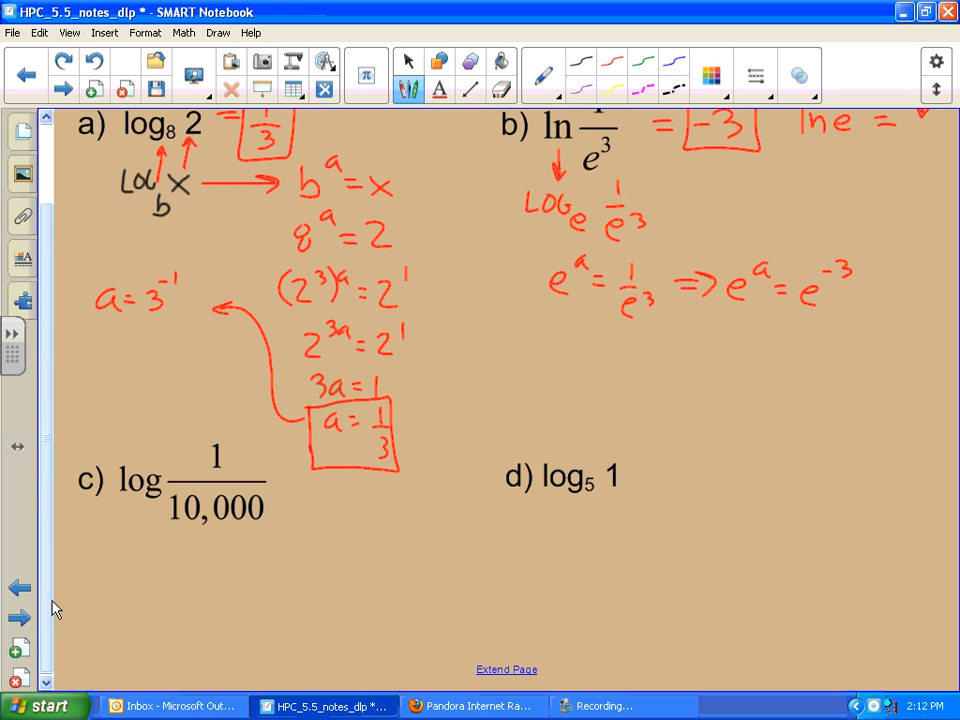 HPC_5.5_notes_dlp * - SMART Notebook
File Edit View Insert Format Math Draw Help
π
A
a) log₈ 2 = 1/3
LOG_b x → b^a = x
8^a = 2
(2^3)^a = 2^1
2^3a = 2^1
3a = 1
a = 1/3
a = 3^-1
b) ln 1/e^3 = -3 ln e =
LOG_e 1/e^3
e^a = 1/e^3 => e^a = e^-3
c) log 1/10,000
d) log₅ 1
Extend Page
start
Inbox - Microsoft Out...
HPC_5.5_notes_dlp *...
Pandora Internet Ra...
Recording...
2:12 PM